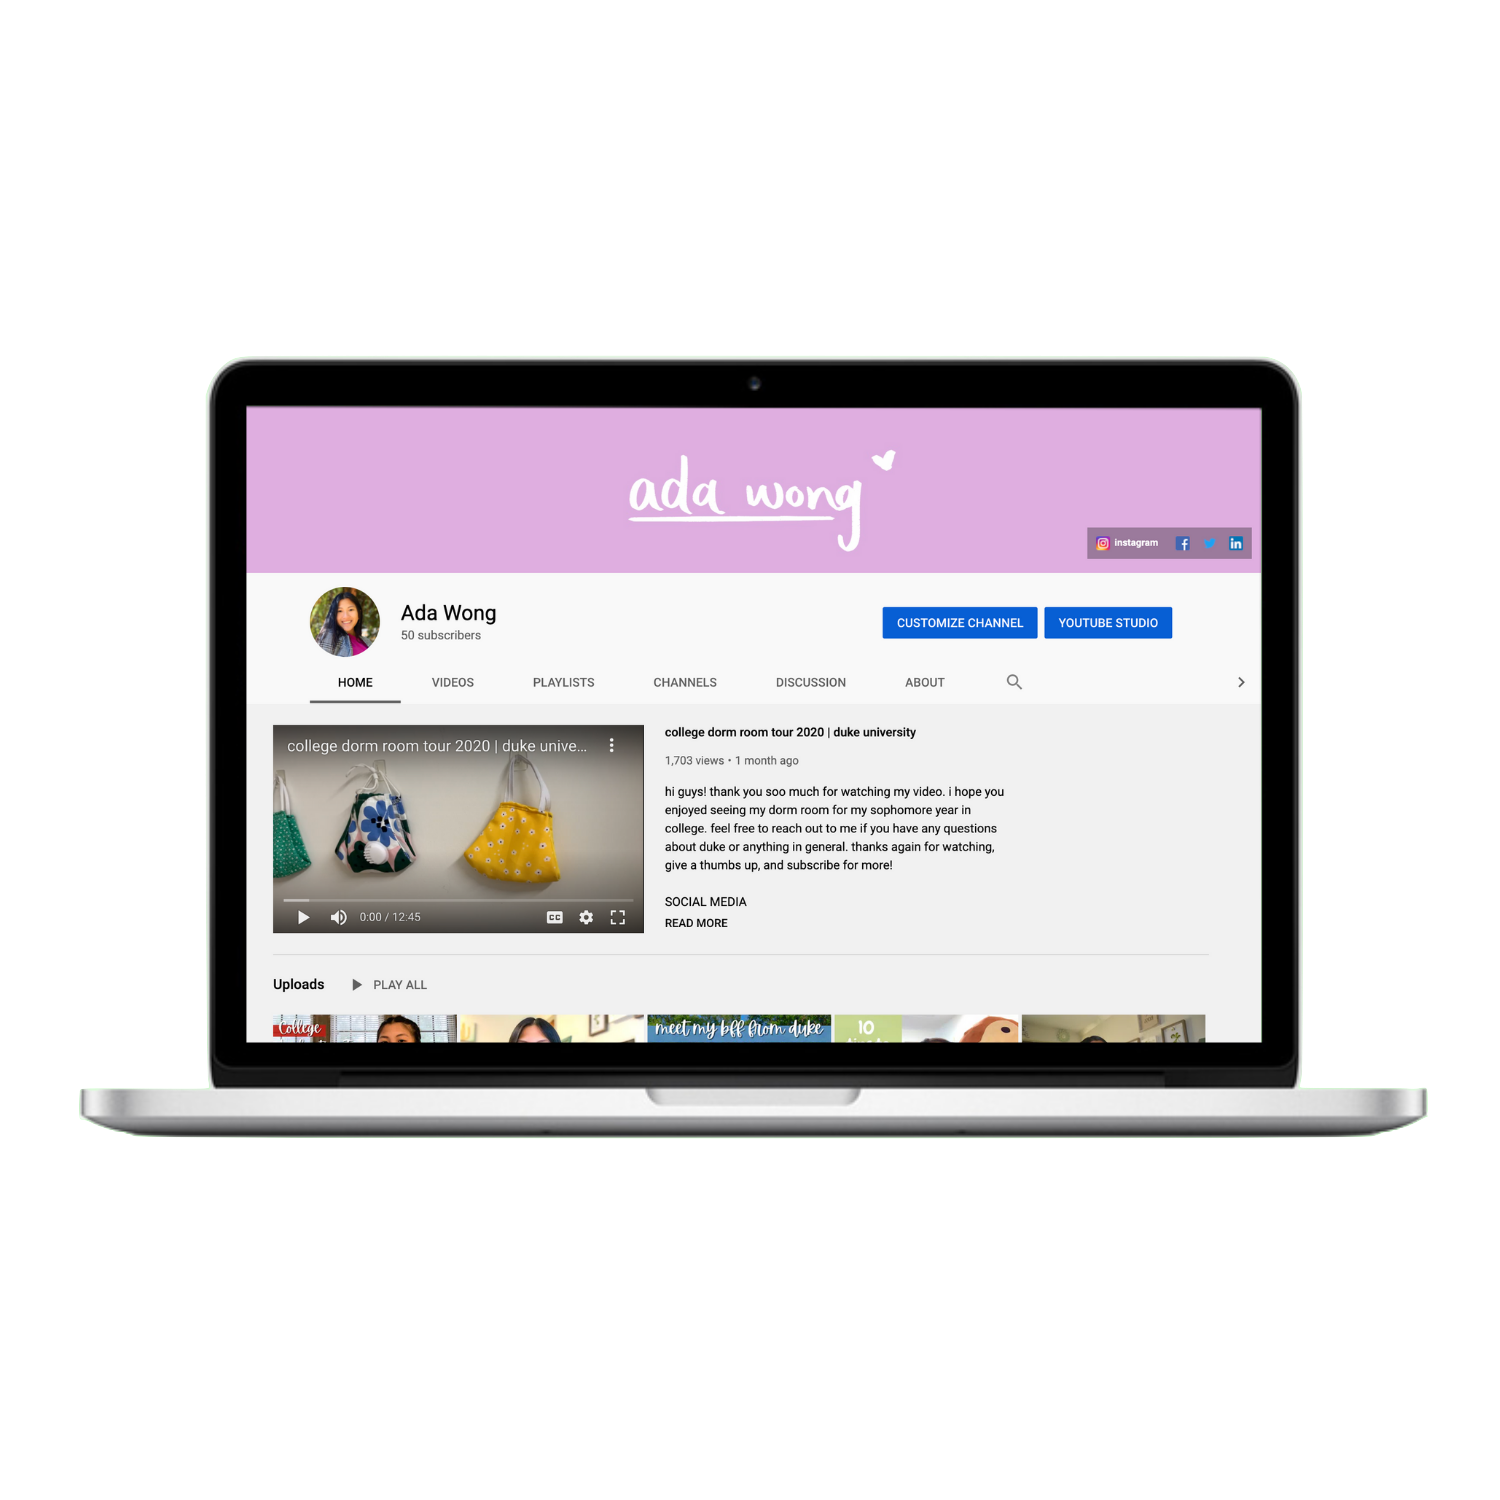 ada wong
instagram
Ada Wong
50 subscribers
CUSTOMIZE CHANNEL
YOUTUBE STUDIO
HOME
VIDEOS
PLAYLISTS
CHANNELS
DISCUSSION
ABOUT
college dorm room tour 2020 | duke unive...
0:00 / 12:45
CC
college dorm room tour 2020 | duke university
1,703 views • 1 month ago
hi guys! thank you soo much for watching my video. i hope you
enjoyed seeing my dorm room for my sophomore year in
college. feel free to reach out to me if you have any questions
about duke or anything in general. thanks again for watching,
give a thumbs up, and subscribe for more!
SOCIAL MEDIA
READ MORE
Uploads
PLAY ALL
College
meet my bff from duke
10